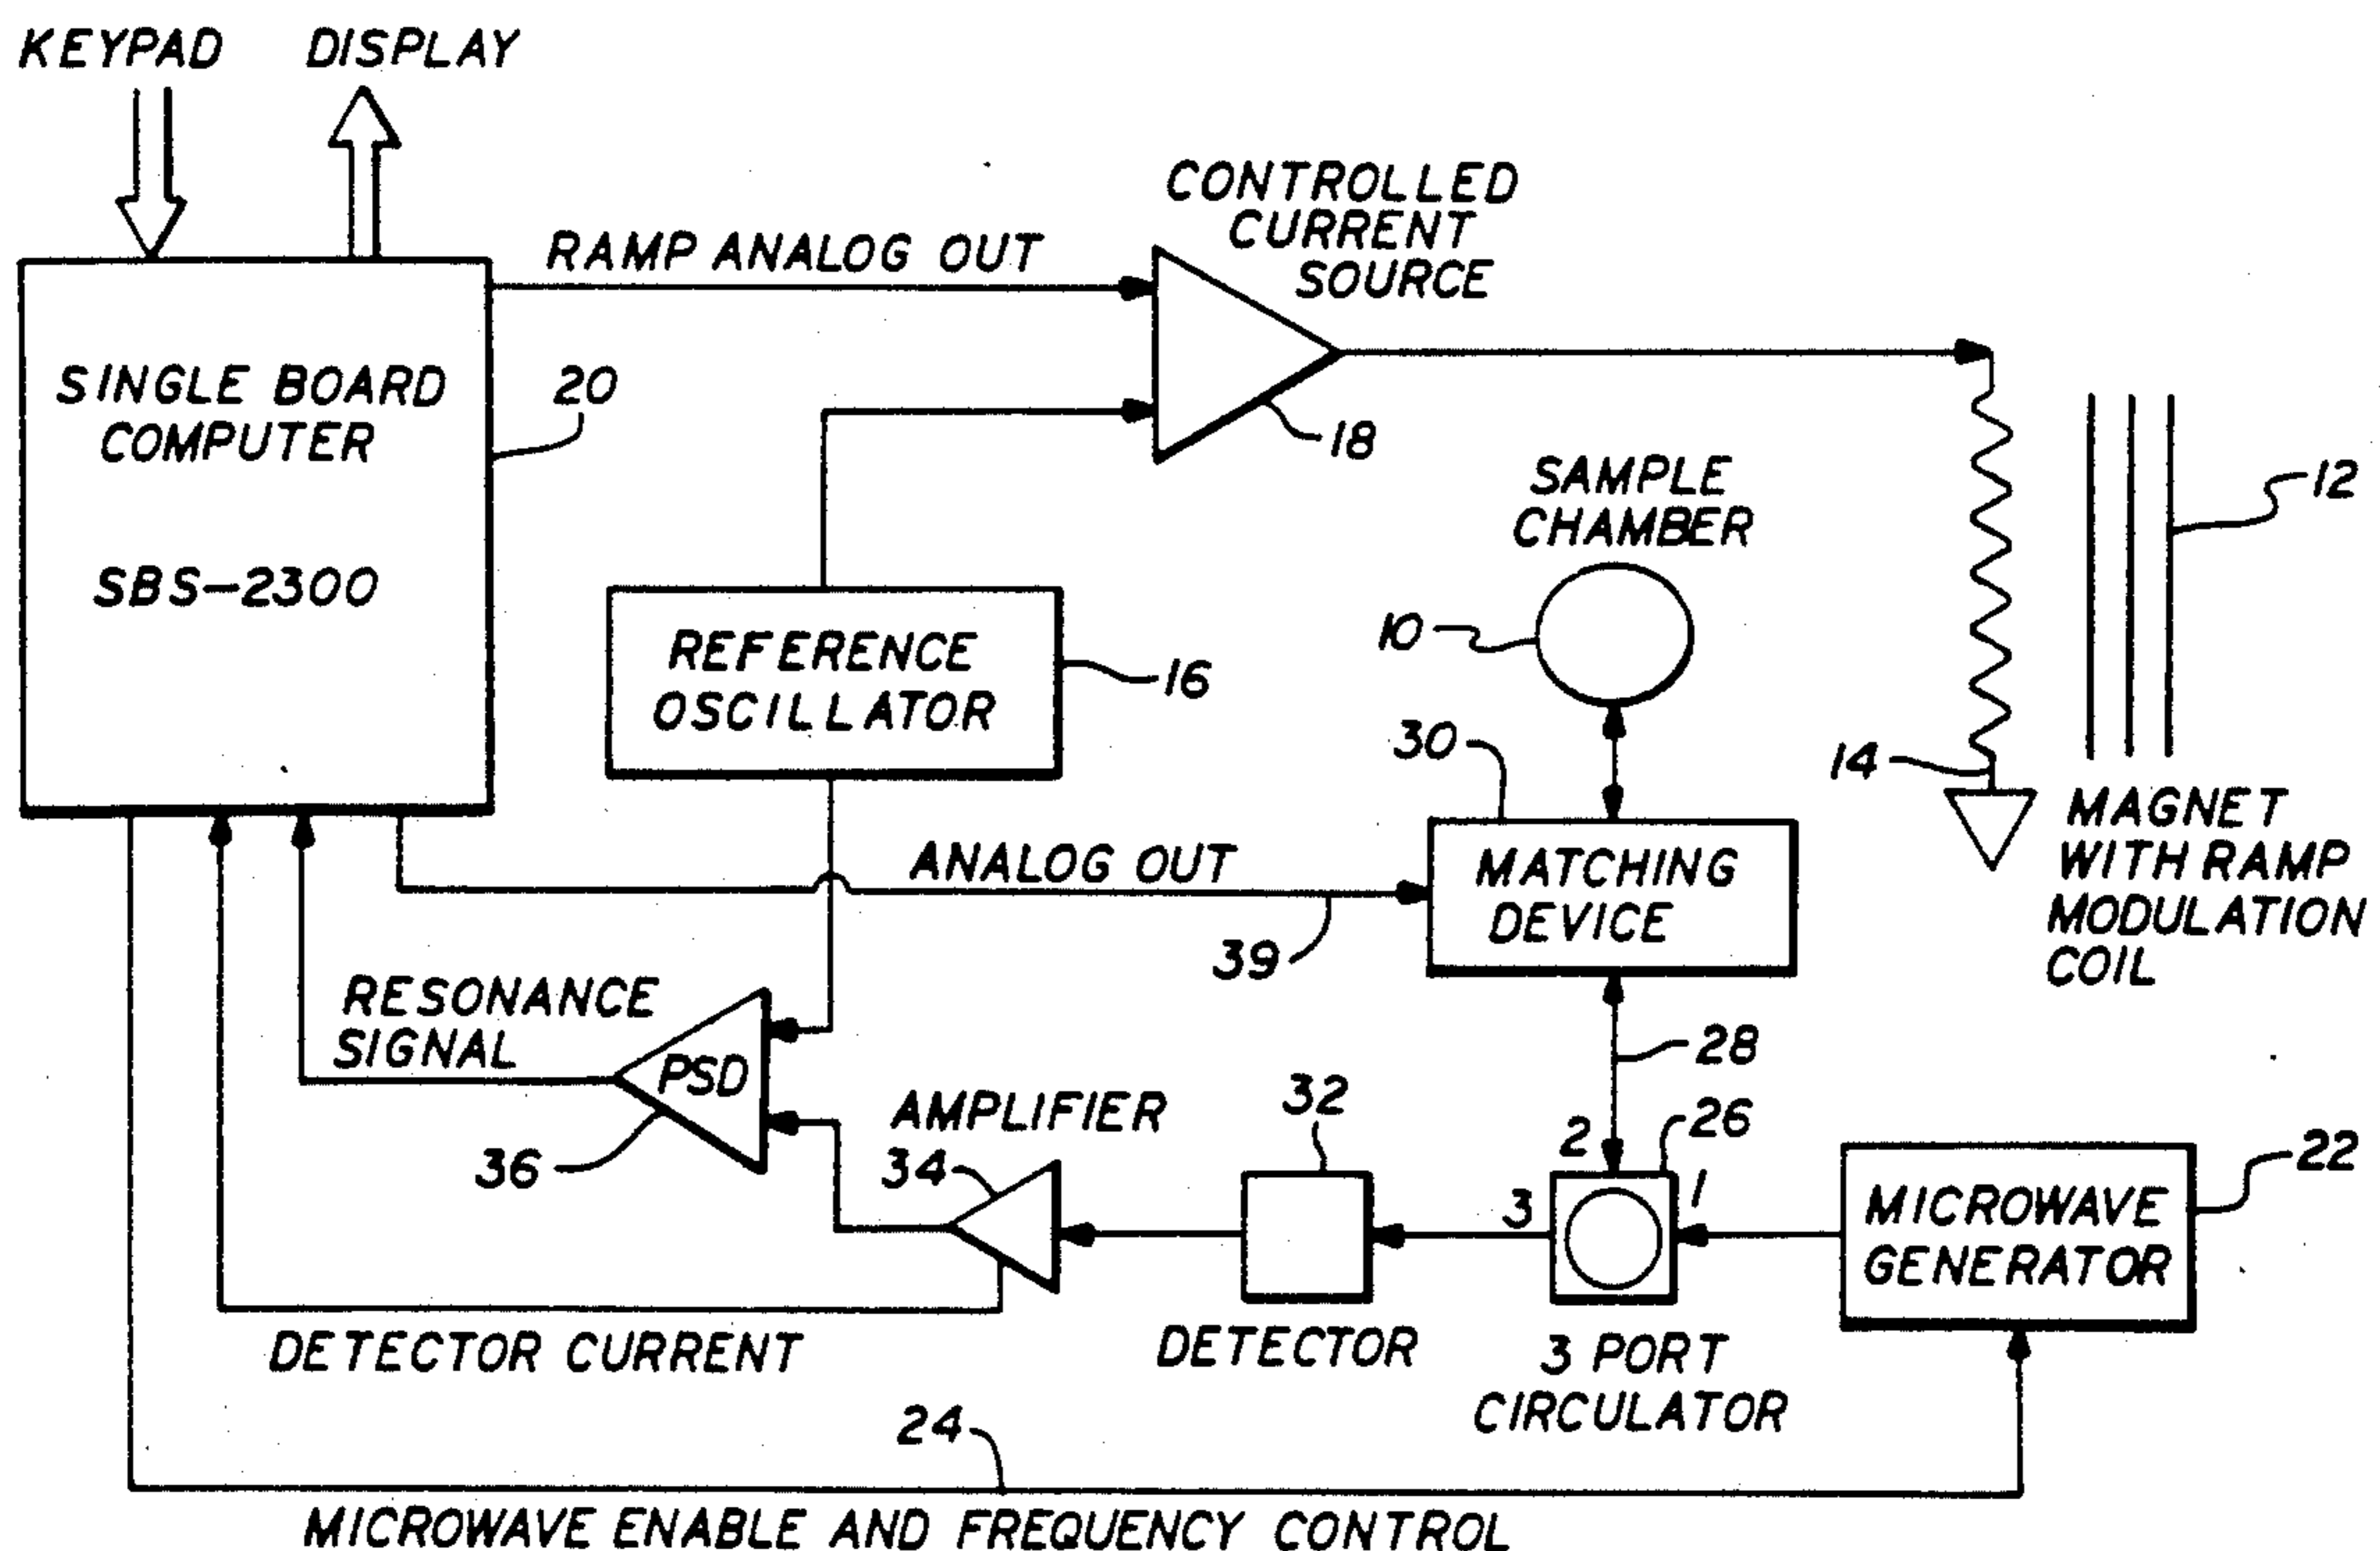 KEYPAD
DISPLAY
CONTROLLED
CURRENT
SOURCE
RAMP ANALOG OUT
SINGLE BOARD
COMPUTER
SBS-2300
20
18
SAMPLE
CHAMBER
12
10
REFERENCE
OSCILLATOR
16
30
14
MAGNET
WITH RAMP
MODULATION
COIL
ANALOG OUT
MATCHING
DEVICE
39
RESONANCE
SIGNAL
PSD
36
28
AMPLIFIER
34
32
2
26
1
3
22
MICROWAVE
GENERATOR
DETECTOR CURRENT
DETECTOR
3 PORT
CIRCULATOR
24
MICROWAVE ENABLE AND FREQUENCY CONTROL